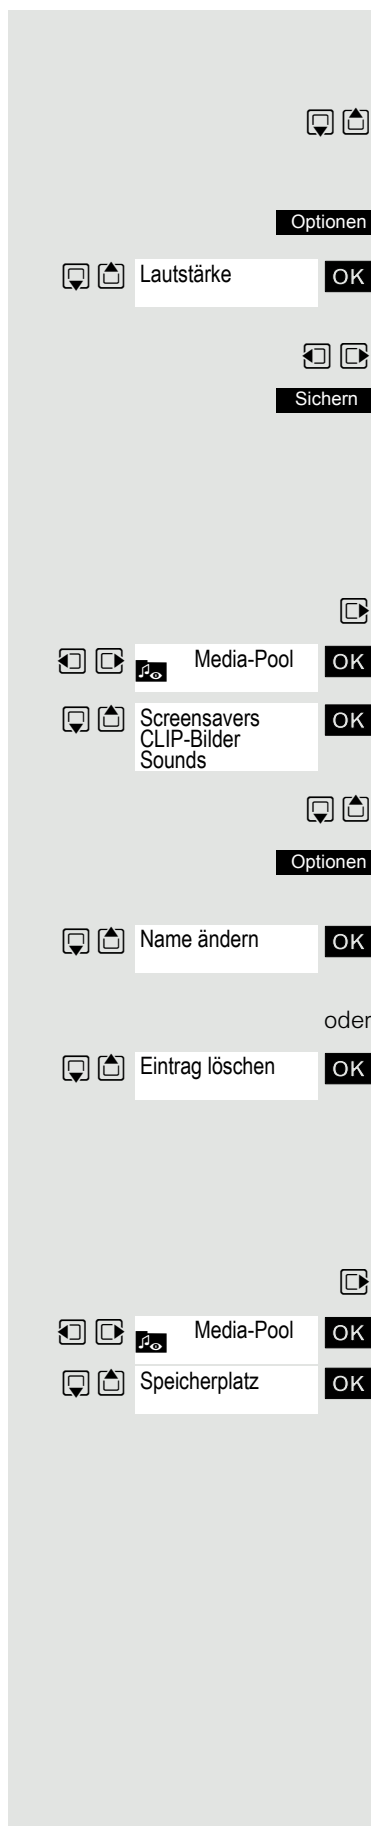 Optionen
Lautstärke OK
Sichern
Media-Pool OK
Screensavers OK
CLIP-Bilder
Sounds
Optionen
Name ändern OK
oder
Eintrag löschen OK
Media-Pool OK
Speicherplatz OK